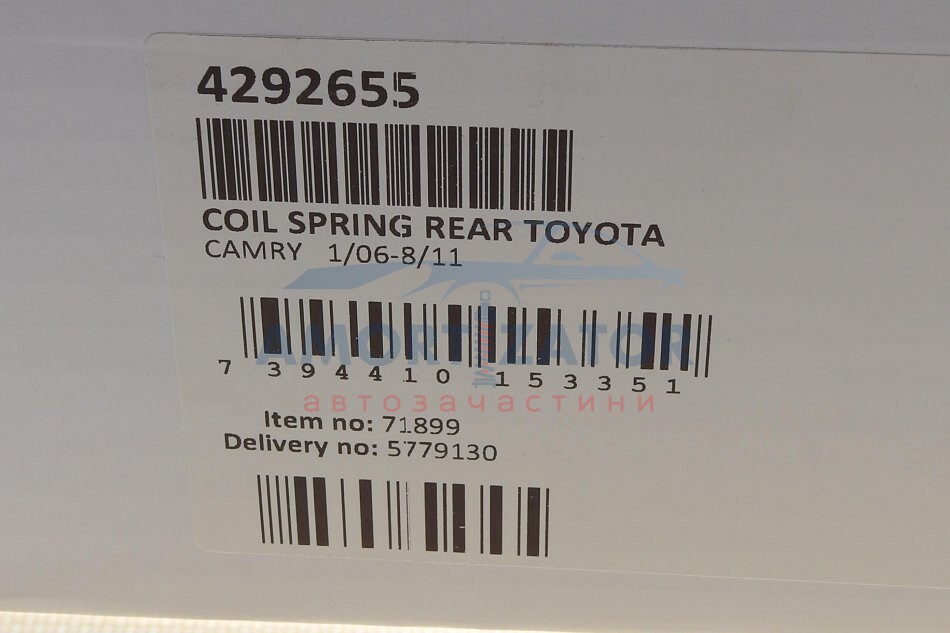 4292655
COIL SPRING REAR TOYOTA
CAMRY 1/06-8/11
AMORTIZATOR
7 394410 153351
автозачастини
Item no: 71899
Delivery no: 5779130